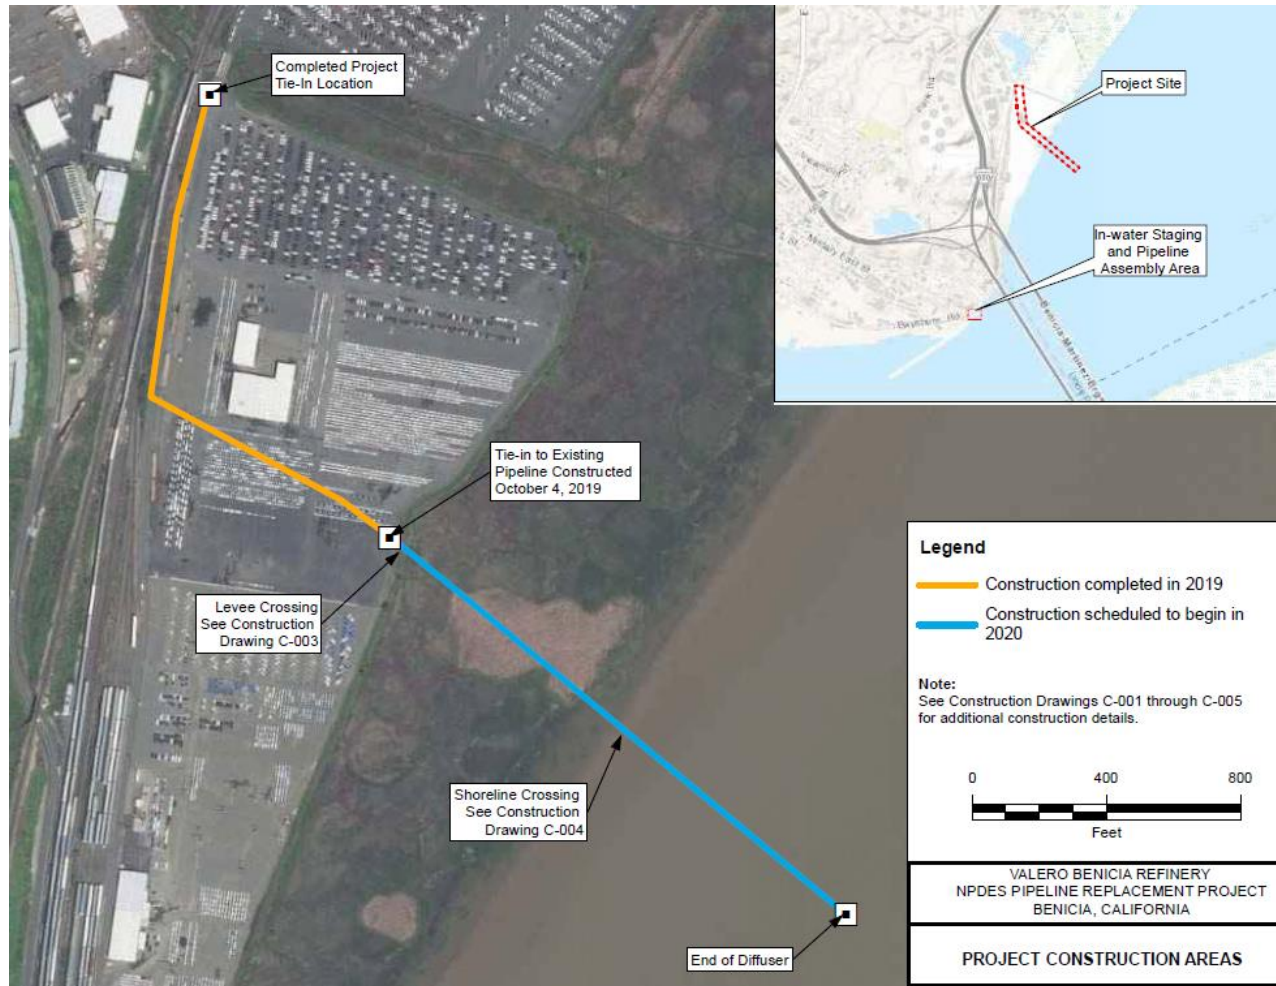 Completed Project
Tie-In Location
Project Site
In-water Staging
and Pipeline
Assembly Area
Tie-in to Existing
Pipeline Constructed
October 4, 2019
Levee Crossing
See Construction
Drawing C-003
Shoreline Crossing
See Construction
Drawing C-004
End of Diffuser
Legend
Construction completed in 2019
Construction scheduled to begin in
2020
Note:
See Construction Drawings C-001 through C-005
for additional construction details.
0 400 800
Feet
VALERO BENICIA REFINERY
NPDES PIPELINE REPLACEMENT PROJECT
BENICIA, CALIFORNIA
PROJECT CONSTRUCTION AREAS